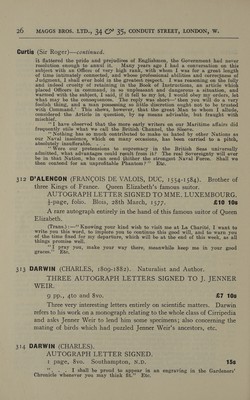 26 MAGGS BROS. LTD., 34 & 35, CONDUIT STREET, LONDON, W.
Curtis (Sir Roger)—continued.
it flattered the pride and prejudice of Englishmen, the Government had never
resolution enough to annul it. Many years ago I had a conversation on this
subject with an Officer of very high rank, with whom I was for a great length
of time intimately connected, and whose professional abilities and correctness of
Judgment, I shall ever hold in the greatest respect. I was reasoning on the folly
and indeed cruelty of retaining in the Book of Instructions, an article which
placed Officers in command, in so unpleasant and dangerous a situation, and
warmed with the subject, I said, if it fell to my lot, I would obey my orders, let
what may be the consequences. The reply was short—'then you will do a very
foolish thing, and a man possessing so little discretion ought not to be trusted
with Command.' This shews, that even the great Man to whom I allude,
considered the Article in question, by no means advisable, but fraught with
mischief.
" I have observed that the more early writers on our Maritime affairs did
frequently style what we call the British Channel, the Sleeve.
" Nothing has so much contributed to make us hated by other Nations as
our Naval insolence, which on many occasions, has been carried to a pitch,
absolutely insufferable.
" Were our pretensions to supremacy in the British Seas universally
admitted, what advantages could result from it? The real Sovereignty will ever
be in that Nation, who can send thither the strongest Naval Force. Shall we
then contend for an unprofitable Phantom?" Etc.
312 D'ALENCON (FRANÇOIS DE VALOIS, DUC, 1554-1584). Brother of
three Kings of France. Queen Elizabeth's famous suitor.
AUTOGRAPH LETTER SIGNED TO MME. LUXEMBOURG.
½-page, folio. Blois, 28th March, 1577. £10 10s
A rare autograph entirely in the hand of this famous suitor of Queen
Elizabeth.
(Trans.):—" Knowing your kind wish to visit me at La Charité, I want to
write you this word, to implore you to continue this good will, and to warn you
of the time fixed for my departure, which will be at the end of this week, at all
things promise well.
" I pray you, make your way there, meanwhile keep me in your good
graces." Etc.
313 DARWIN (CHARLES, 1809-1882). Naturalist and Author.
THREE AUTOGRAPH LETTERS SIGNED TO J. JENNER
WEIR.
9 pp., 4to and 8vo. £7 10s
Three very interesting letters entirely on scientific matters. Darwin
refers to his work on a monograph relating to the whole class of Cirripedia
and asks Jenner Weir to lend him some specimens; also concerning the
mating of birds which had puzzled Jenner Weir's ancestors, etc.
314 DARWIN (CHARLES).
AUTOGRAPH LETTER SIGNED.
1 page, 8vo. Southampton, N.D. 15s
" . . . I shall be proud to appear in an engraving in the Gardeners'
Chronicle whenever you may think fit." Etc.